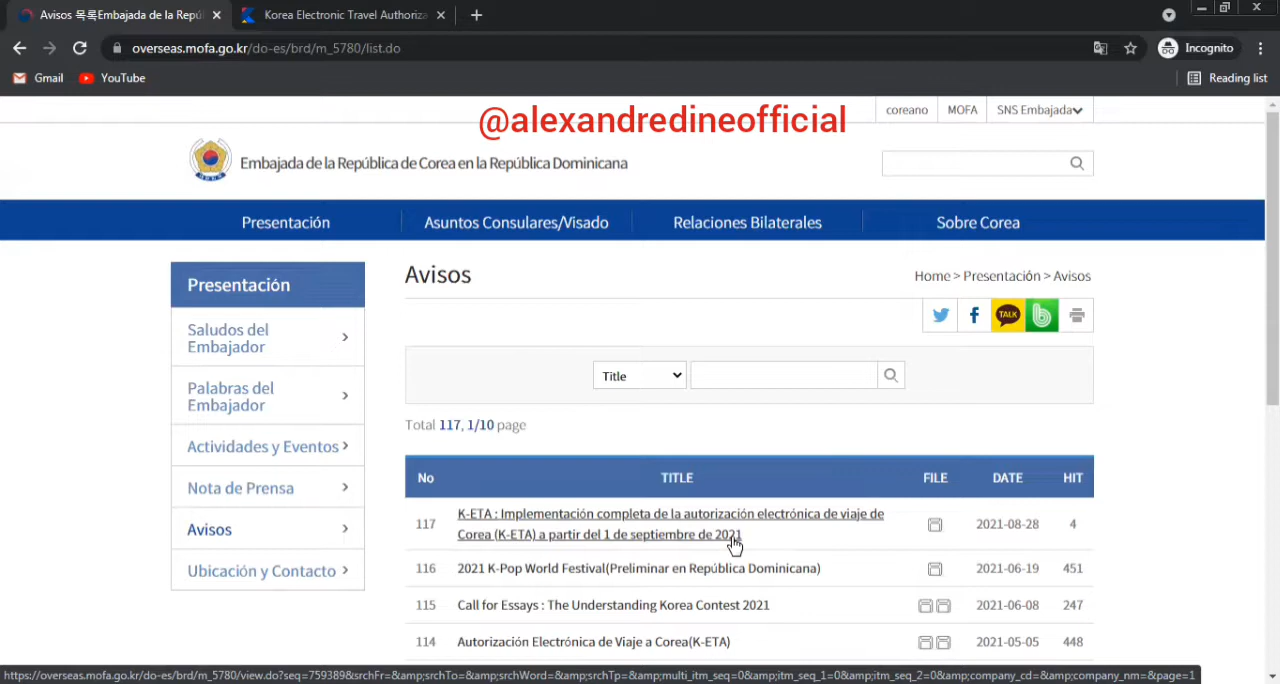 Avisos 목록Embajada de la Repúl
Korea Electronic Travel Authoriza
overseas.mofa.go.kr/do-es/brd/m_5780/list.do
Incognito
Gmail
YouTube
Reading list
@alexandredineofficial
coreano
MOFA
SNS Embajada
Embajada de la República de Corea en la República Dominicana
Presentación
Asuntos Consulares/Visado
Relaciones Bilaterales
Sobre Corea
Presentación
Saludos del
Embajador
Palabras del
Embajador
Actividades y Eventos
Nota de Prensa
Avisos
Ubicación y Contacto
Avisos
Home > Presentación > Avisos
TALK
Title
Total 117, 1/10 page
No TITLE FILE DATE HIT
117 K-ETA : Implementación completa de la autorización electrónica de viaje de
Corea (K-ETA) a partir del 1 de septiembre de 2021
2021-08-28 4
116 2021 K-Pop World Festival(Preliminar en República Dominicana) 2021-06-19 451
115 Call for Essays : The Understanding Korea Contest 2021 2021-06-08 247
114 Autorización Electrónica de Viaje a Corea(K-ETA) 2021-05-05 448
https://overseas.mofa.go.kr/do-es/brd/m_5780/view.do?seq=759389&srchFr=&amp;srchTo=&amp;srchWord=&amp;srchTp=&amp;multi_itm_seq=0&amp;itm_seq_1=0&amp;itm_seq_2=0&amp;company_cd=&amp;company_nm=&page=1